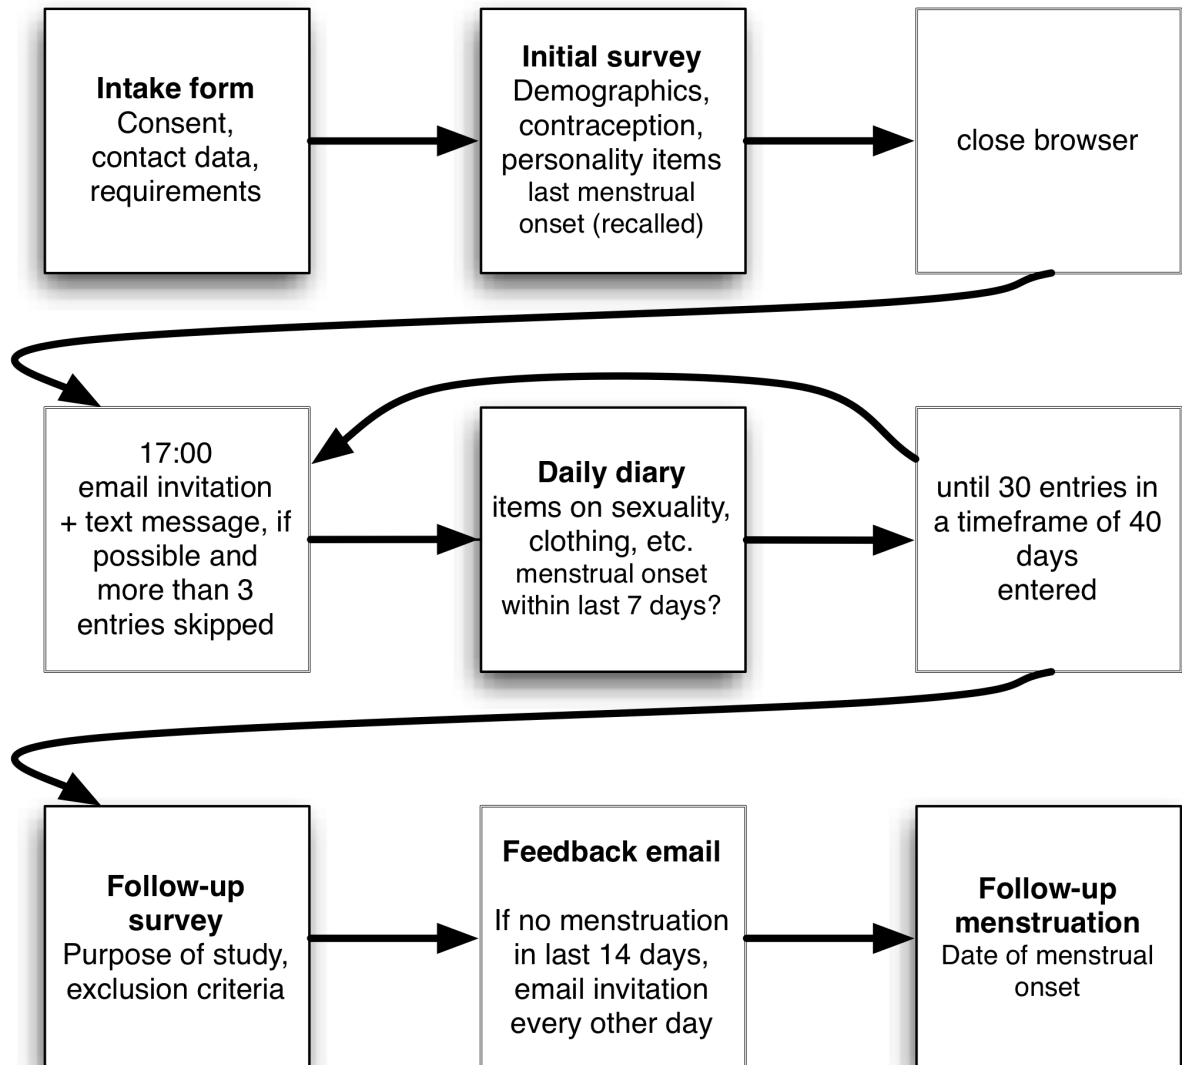 Intake form
Consent,
contact data,
requirements
Initial survey
Demographics,
contraception,
personality items
last menstrual
onset (recalled)
close browser
17:00
email invitation
+ text message, if
possible and
more than 3
entries skipped
Daily diary
items on sexuality,
clothing, etc.
menstrual onset
within last 7 days?
until 30 entries in
a timeframe of 40
days
entered
Follow-up
survey
Purpose of study,
exclusion criteria
Feedback email
If no menstruation
in last 14 days,
email invitation
every other day
Follow-up
menstruation
Date of menstrual
onset